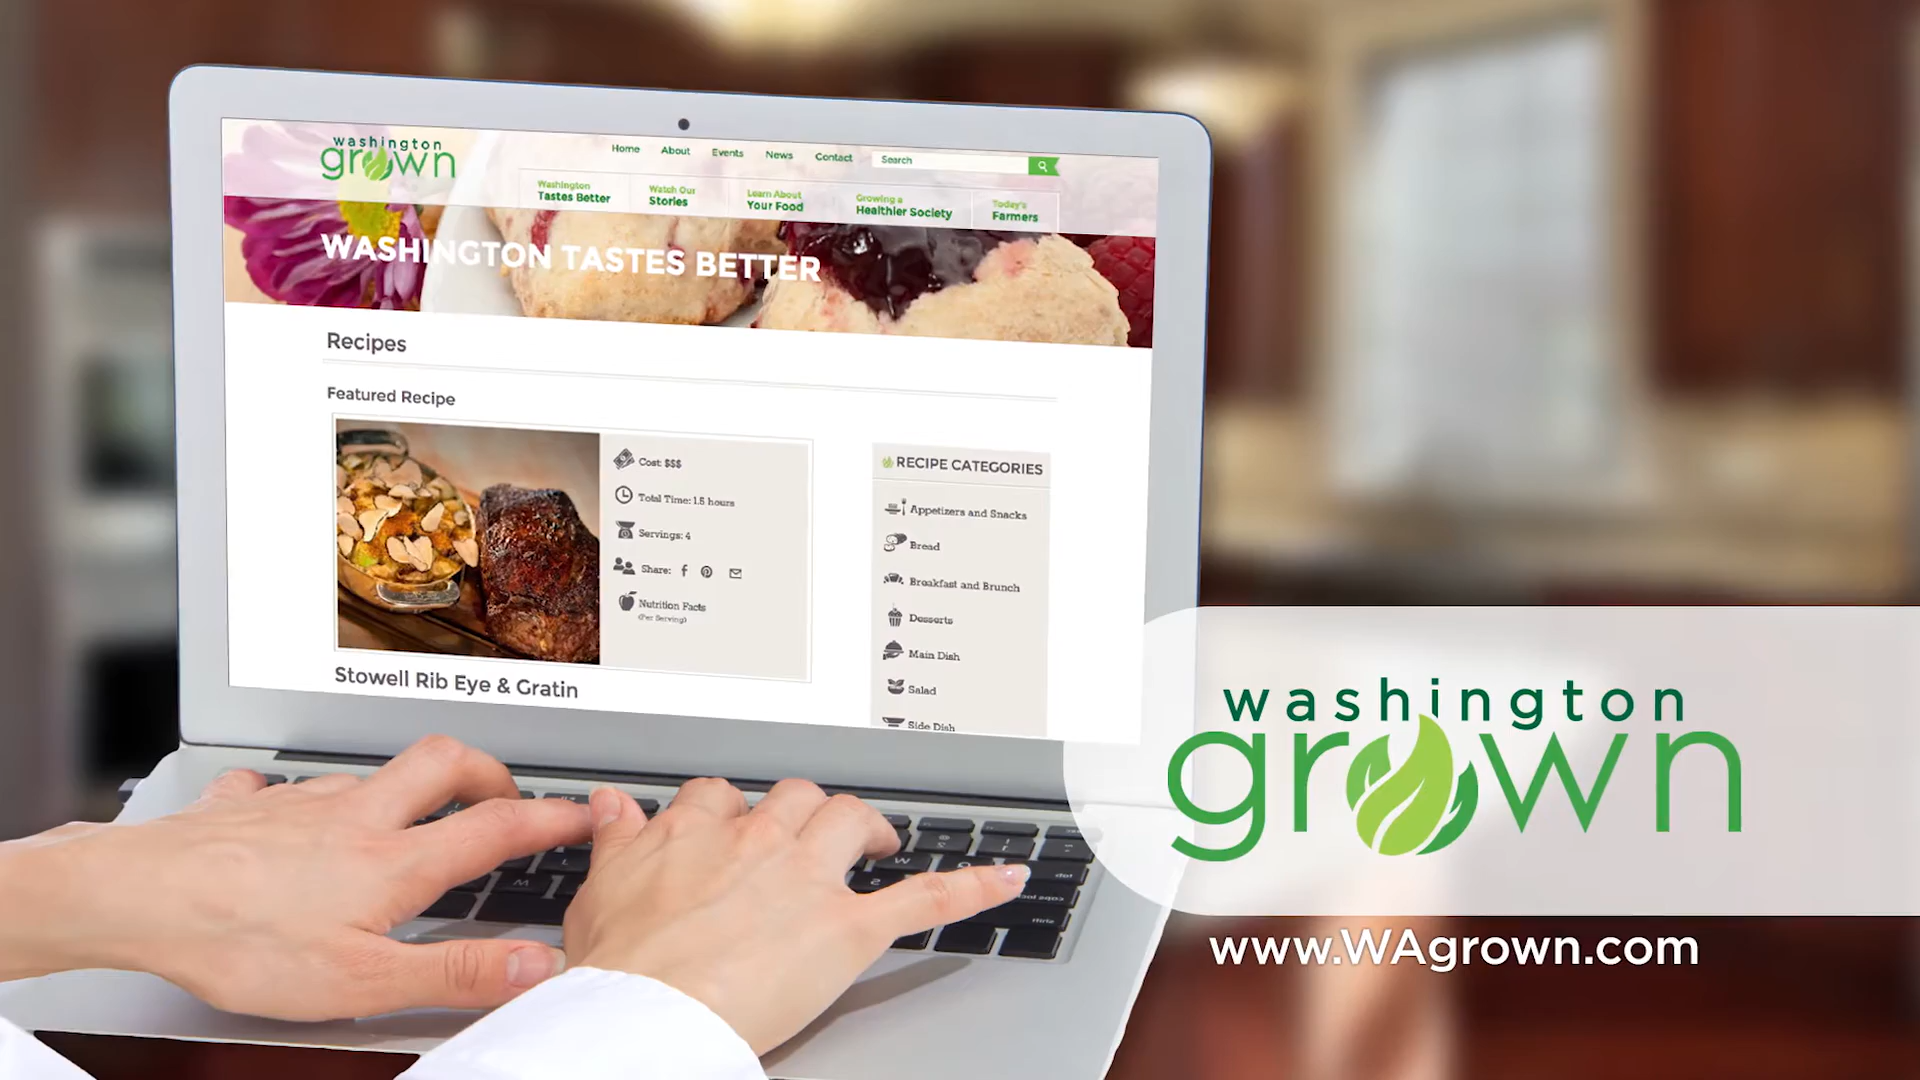 washington
grown
Home About Events News Contact Search
Washington
Tastes Better
Watch Our
Stories
Learn About
Your Food
Growing a
Healthier Society
Today's
Farmers
WASHINGTON TASTES BETTER
Recipes
Featured Recipe
Cost: $$$
Total Time: 1.5 hours
Servings: 4
Share:
Nutrition Facts
(Per Serving)
Stowell Rib Eye & Gratin
RECIPE CATEGORIES
Appetizers and Snacks
Bread
Breakfast and Brunch
Desserts
Main Dish
Salad
Side Dish
washington
grown
www.WAgrown.com